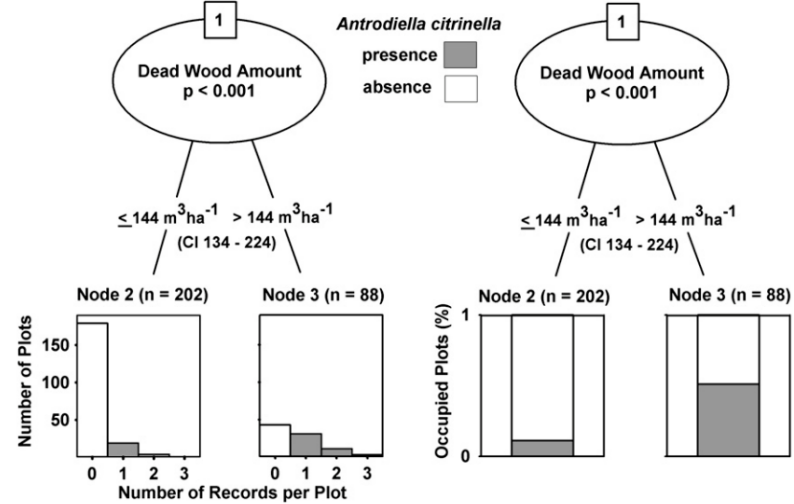 1
Dead Wood Amount
p < 0.001
≤ 144 m³ha⁻¹ > 144 m³ha⁻¹
(CI 134 - 224)
Node 2 (n = 202)
Node 3 (n = 88)
Number of Plots
150
100
50
0 1 2 3
0 1 2 3
Number of Records per Plot
Antrodiella citrinella
presence
absence
1
Dead Wood Amount
p < 0.001
≤ 144 m³ha⁻¹ > 144 m³ha⁻¹
(CI 134 - 224)
Node 2 (n = 202)
Node 3 (n = 88)
Occupied Plots (%)
1
0